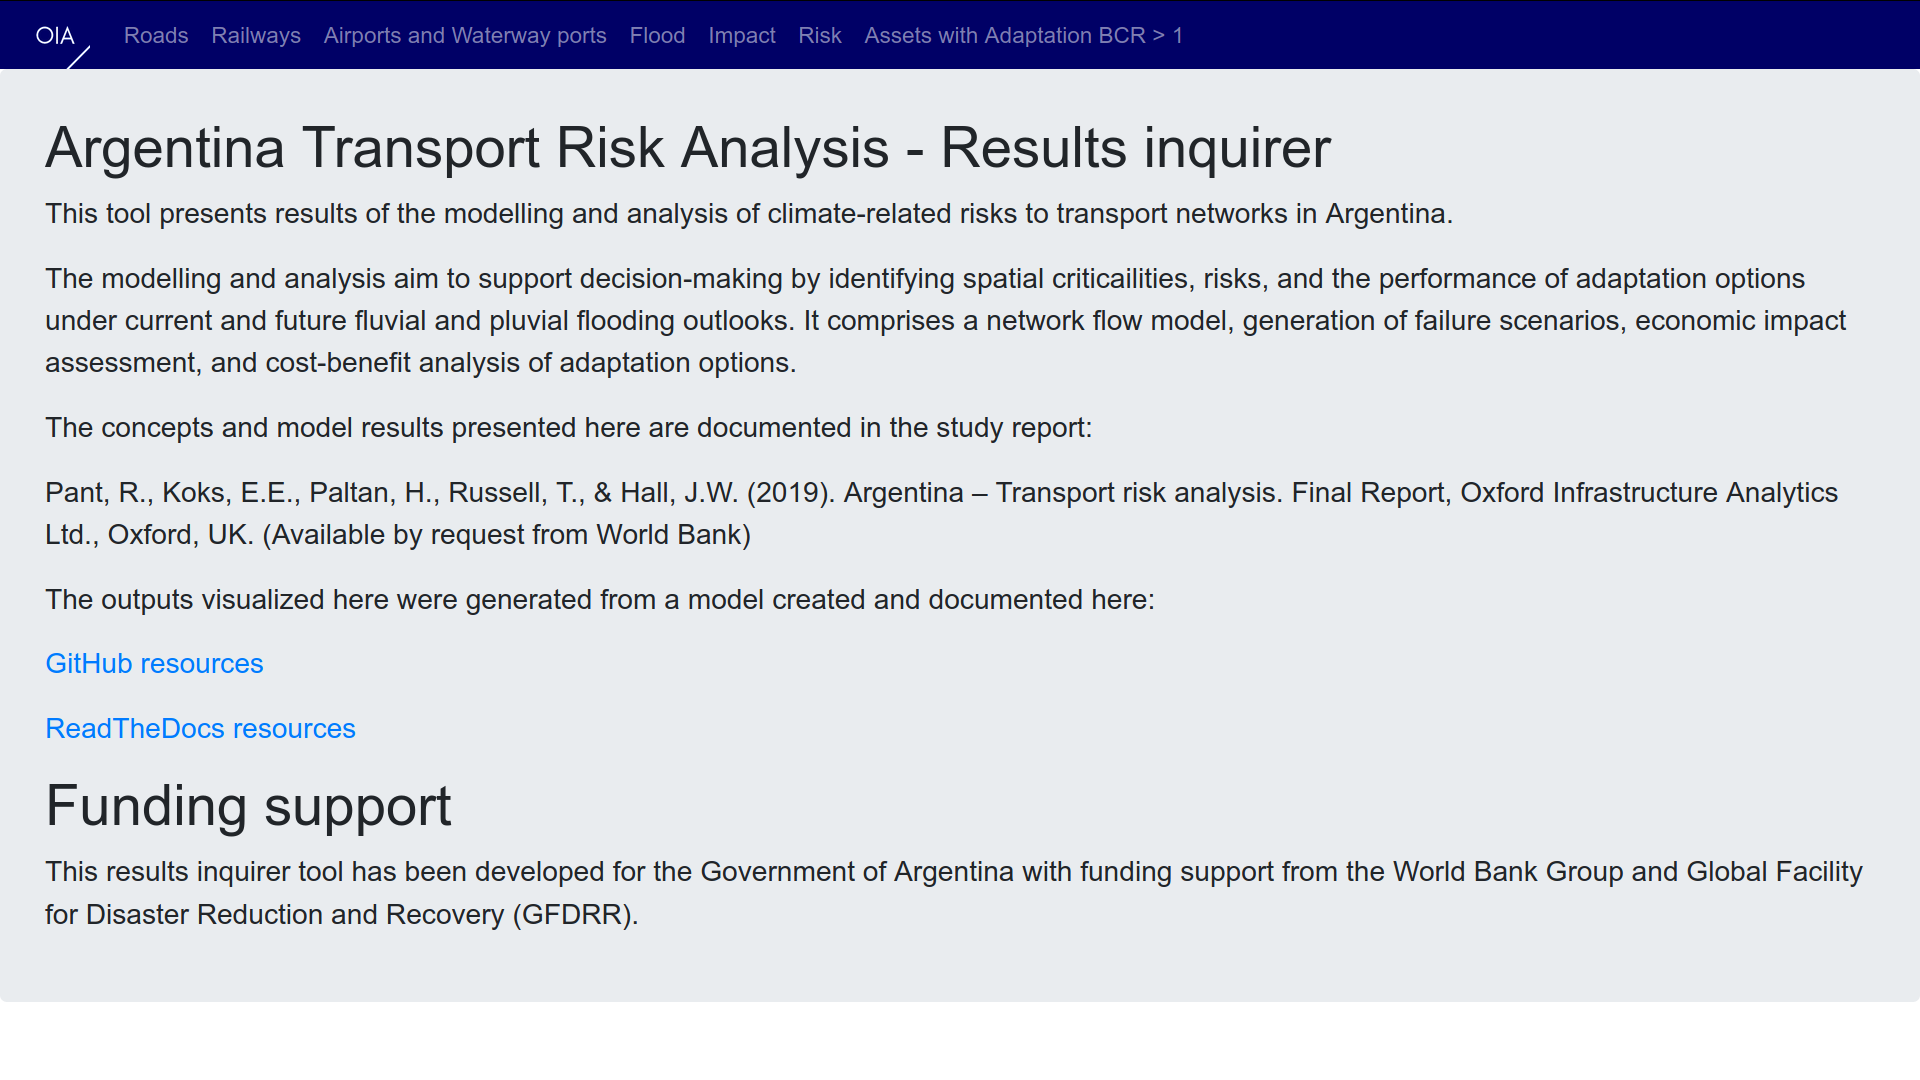 OIA Roads Railways Airports and Waterway ports Flood Impact Risk Assets with Adaptation BCR > 1
Argentina Transport Risk Analysis - Results inquirer
This tool presents results of the modelling and analysis of climate-related risks to transport networks in Argentina.
The modelling and analysis aim to support decision-making by identifying spatial criticailities, risks, and the performance of adaptation options
under current and future fluvial and pluvial flooding outlooks. It comprises a network flow model, generation of failure scenarios, economic impact
assessment, and cost-benefit analysis of adaptation options.
The concepts and model results presented here are documented in the study report:
Pant, R., Koks, E.E., Paltan, H., Russell, T., & Hall, J.W. (2019). Argentina – Transport risk analysis. Final Report, Oxford Infrastructure Analytics
Ltd., Oxford, UK. (Available by request from World Bank)
The outputs visualized here were generated from a model created and documented here:
GitHub resources
ReadTheDocs resources
Funding support
This results inquirer tool has been developed for the Government of Argentina with funding support from the World Bank Group and Global Facility
for Disaster Reduction and Recovery (GFDRR).